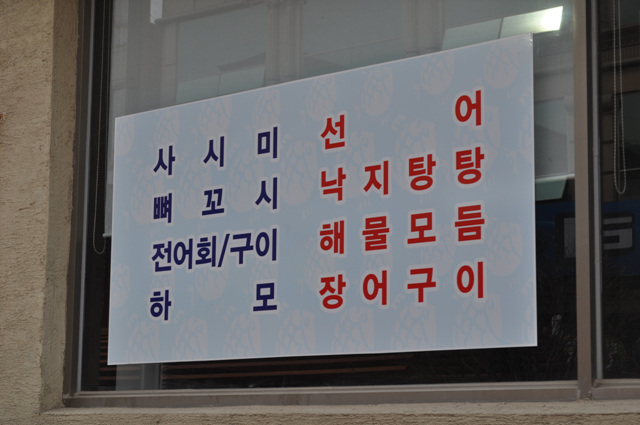 사시미 선어
뼈꼬시 낙지탕탕
전어회/구이 해물모듬
하모 장어구이